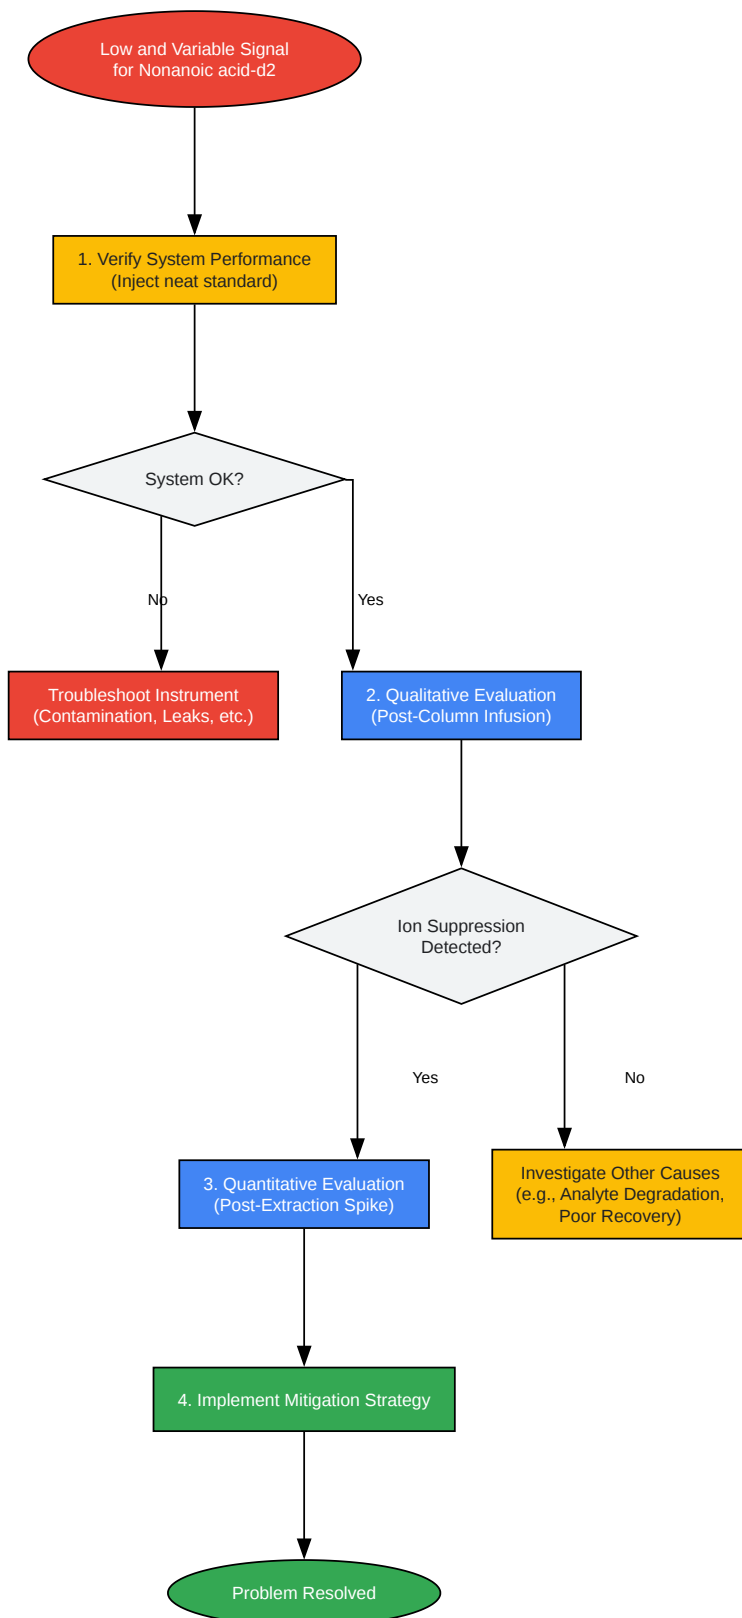 Low and Variable Signal
for Nonanoic acid-d2
1. Verify System Performance
(Inject neat standard)
System OK?
No
Yes
Troubleshoot Instrument
(Contamination, Leaks, etc.)
2. Qualitative Evaluation
(Post-Column Infusion)
Ion Suppression
Detected?
Yes
No
3. Quantitative Evaluation
(Post-Extraction Spike)
Investigate Other Causes
(e.g., Analyte Degradation,
Poor Recovery)
4. Implement Mitigation Strategy
Problem Resolved